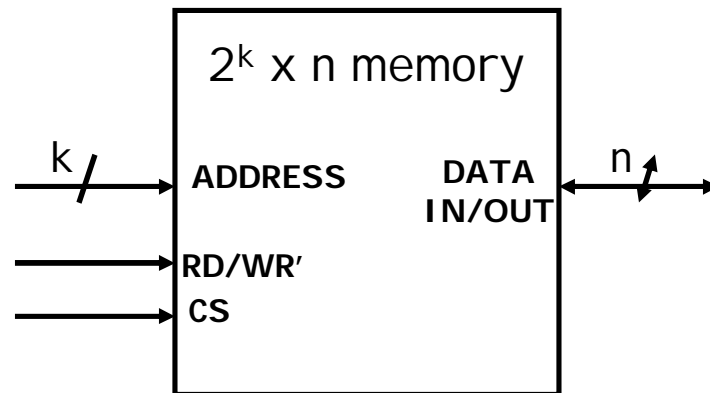 2ᵏ x n memory
k
n
ADDRESS
DATA
IN/OUT
RD/WR'
CS